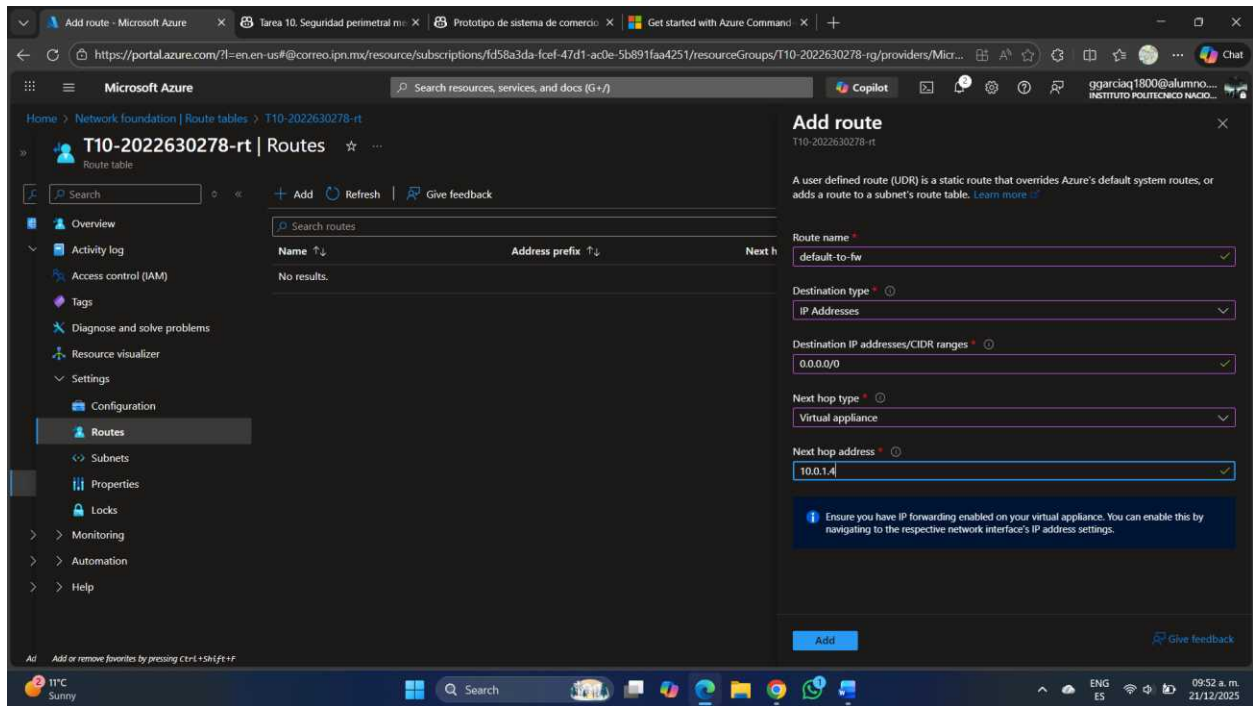 Add route - Microsoft Azure
Tarea 10. Seguridad perimetral me
Prototipo de sistema de comercio
Get started with Azure Command
https://portal.azure.com/?l=en.en-us#@correo.ipn.mx/resource/subscriptions/fd58a3da-fcef-47d1-ac0e-5b891faa4251/resourceGroups/T10-2022630278-rg/providers/Micr...
Chat
Microsoft Azure
Search resources, services, and docs (G+/)
Copilot
ggarciaq1800@alumno....
INSTITUTO POLITECNICO NACIO...
Home > Network foundation | Route tables > T10-2022630278-rt
T10-2022630278-rt | Routes
Route table
Search
Add
Refresh
Give feedback
Overview
Activity log
Access control (IAM)
Tags
Diagnose and solve problems
Resource visualizer
Settings
Configuration
Routes
Subnets
Properties
Locks
Monitoring
Automation
Help
Search routes
Name
Address prefix
Next h
No results.
Add route
T10-2022630278-rt
A user defined route (UDR) is a static route that overrides Azure's default system routes, or
adds a route to a subnet's route table. Learn more
Route name *
default-to-fw
Destination type *
IP Addresses
Destination IP addresses/CIDR ranges *
0.0.0.0/0
Next hop type *
Virtual appliance
Next hop address *
10.0.1.4
Ensure you have IP forwarding enabled on your virtual appliance. You can enable this by
navigating to the respective network interface's IP address settings.
Add
Give feedback
Ad
Add or remove favorites by pressing Ctrl+Shift+F
2
11°C
Sunny
Search
ENG
ES
09:52 a. m.
21/12/2025